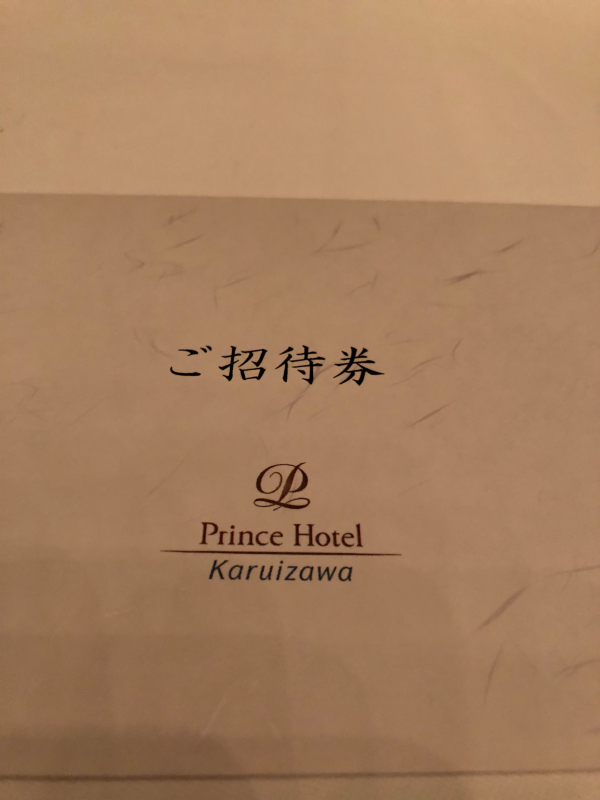 ご招待券
Prince Hotel
Karuizawa